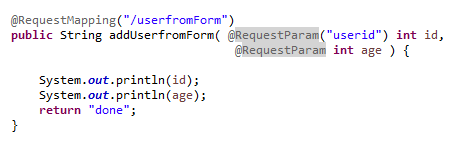 @RequestMapping("/userfromForm")
public String addUserfromForm( @RequestParam("userid") int id,
@RequestParam int age ) {
System.out.println(id);
System.out.println(age);
return "done";
}